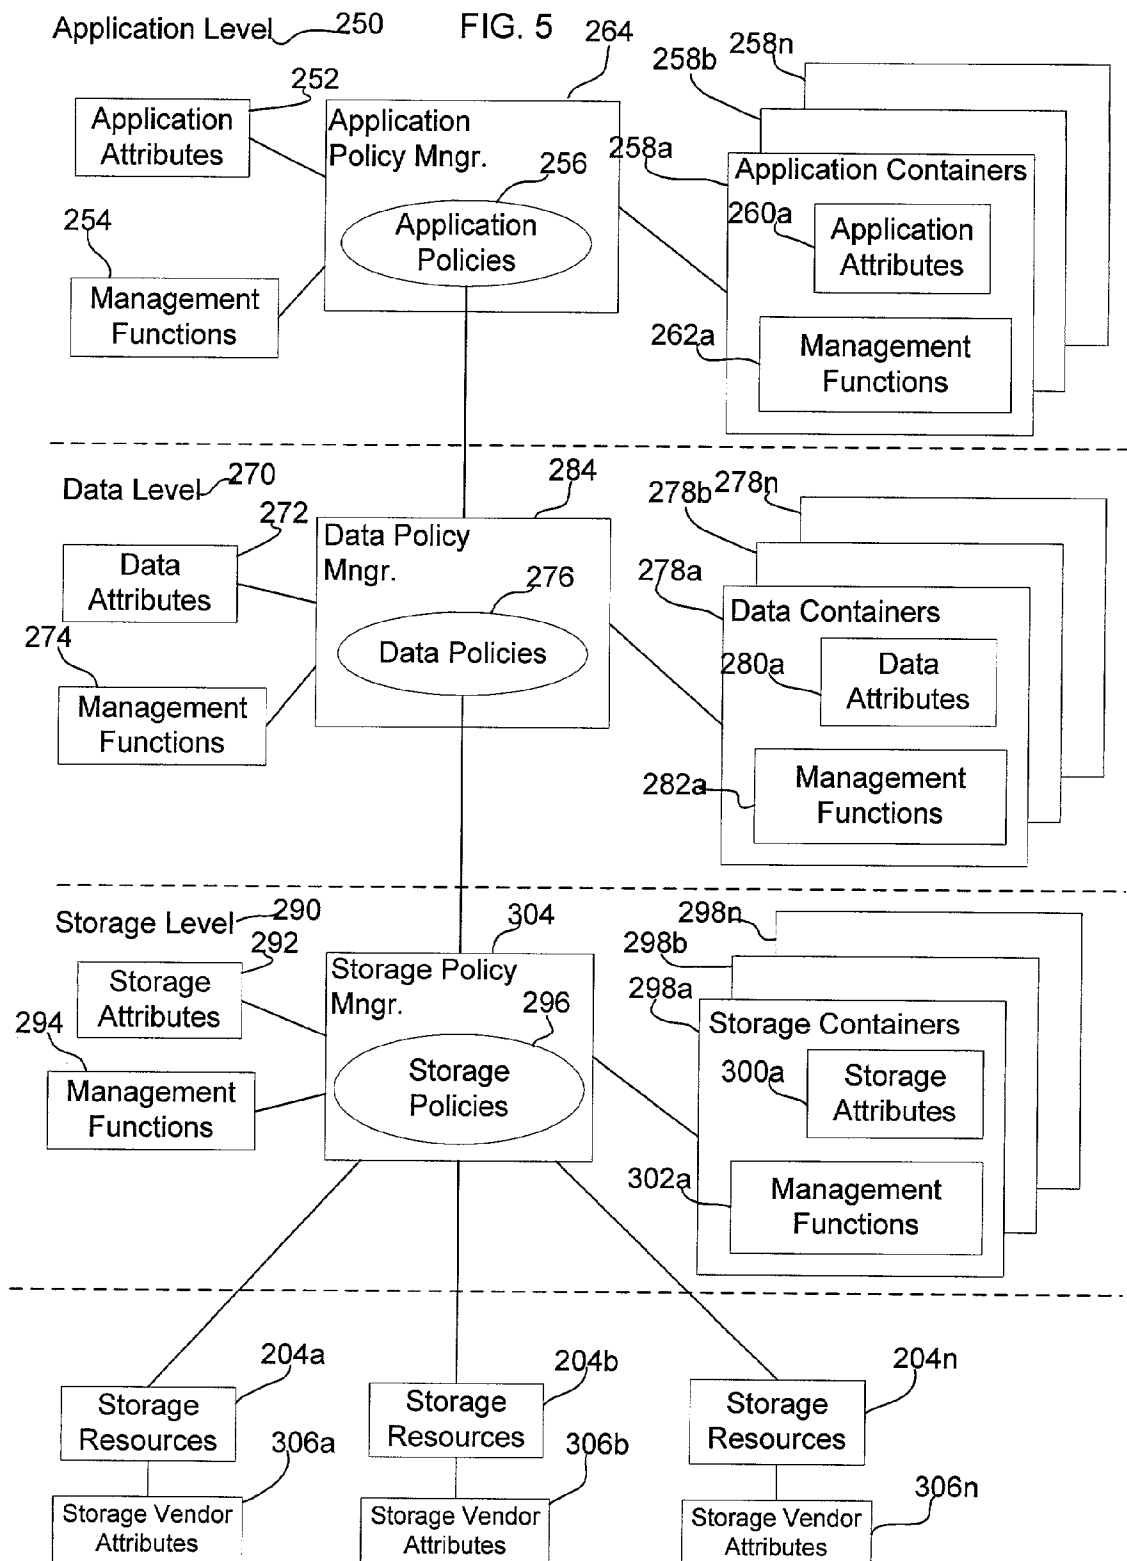 FIG. 5
Application Level
250
264
258n
258b
252
Application
Attributes
Application
Policy Mngr.
258a
Application Containers
256
254
260a
Application
Attributes
Application
Policies
Management
Functions
262a
Management
Functions
Data Level
270
284
278n
278b
272
Data Policy
Mngr.
Data
Attributes
276
278a
Data Containers
274
Data Policies
280a
Data
Attributes
Management
Functions
282a
Management
Functions
Storage Level
290
304
298n
298b
292
Storage Policy
Mngr.
Storage
Attributes
298a
296
Storage Containers
294
300a
Storage
Attributes
Storage
Policies
Management
Functions
302a
Management
Functions
204a
204b
204n
Storage
Resources
Storage
Resources
Storage
Resources
306a
306b
306n
Storage Vendor
Attributes
Storage Vendor
Attributes
Storage Vendor
Attributes